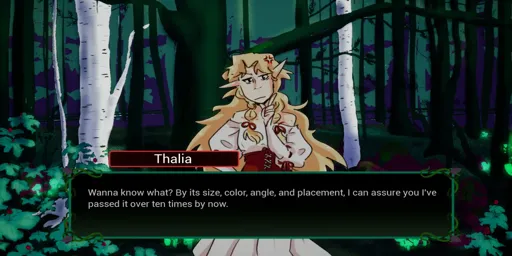 Thalia
Wanna know what? By its size, color, angle, and placement, I can assure you I've
passed it over ten times by now.